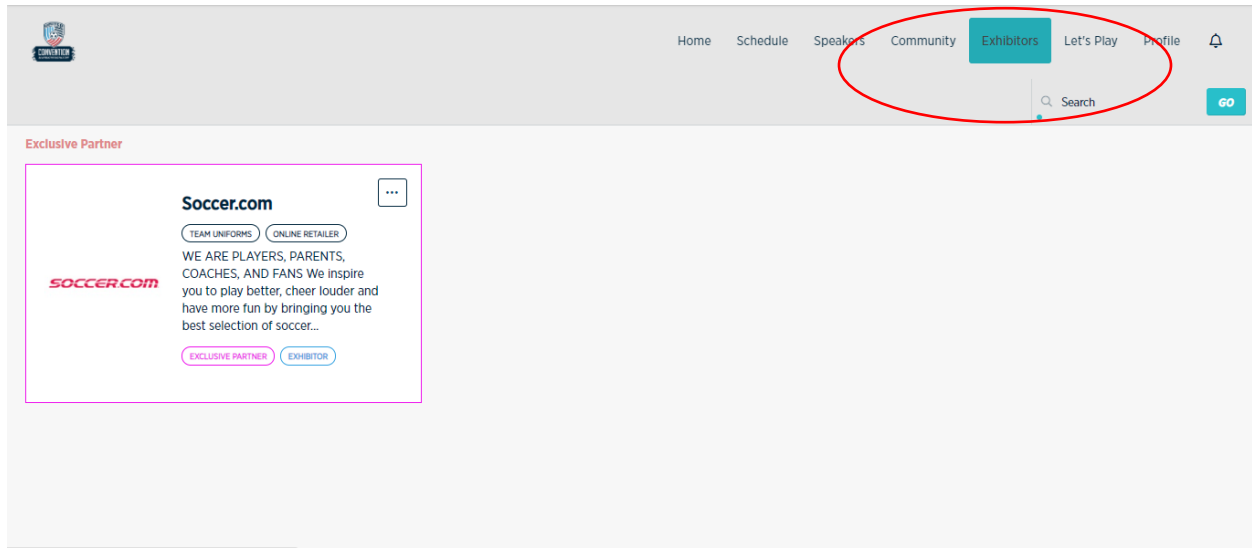 CONVENTION
Home Schedule Speakers Community Exhibitors Let's Play Profile
Search GO
Exclusive Partner
Soccer.com
...
TEAM UNIFORMS ONLINE RETAILER
SOCCER.COM
WE ARE PLAYERS, PARENTS,
COACHES, AND FANS We inspire
you to play better, cheer louder and
have more fun by bringing you the
best selection of soccer...
EXCLUSIVE PARTNER EXHIBITOR